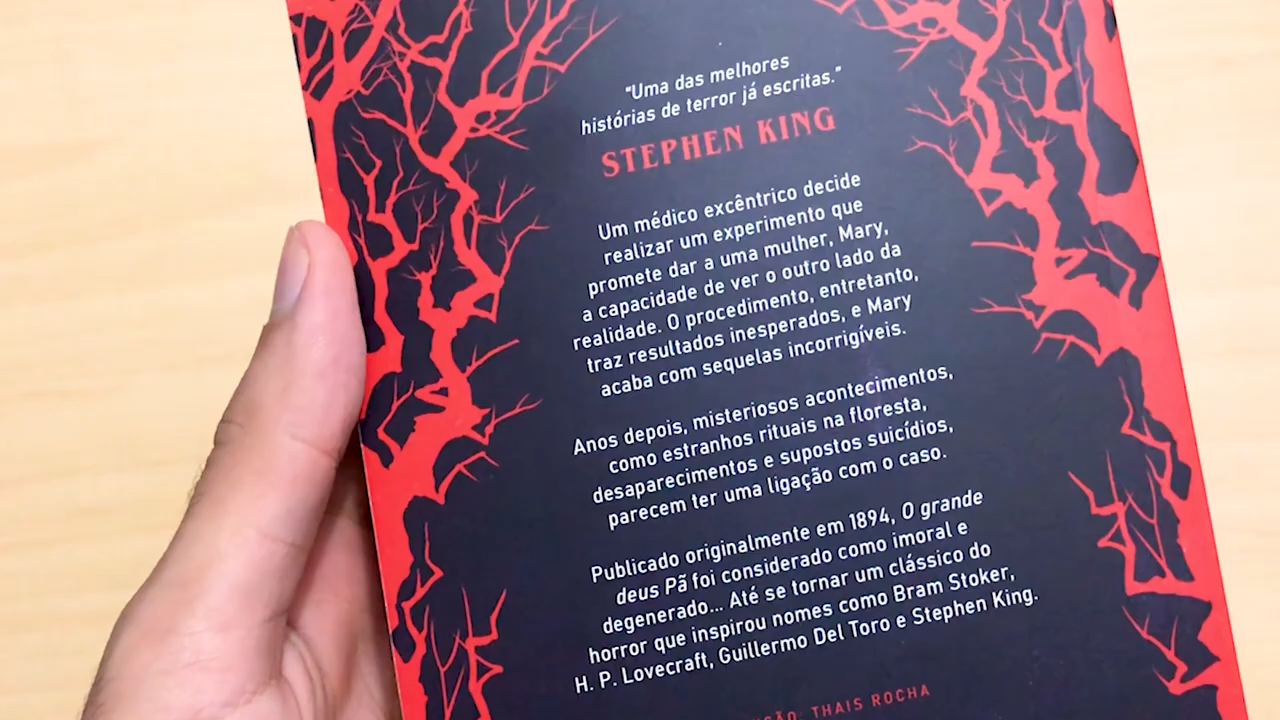 "Uma das melhores
histórias de terror já escritas."
STEPHEN KING
Um médico excêntrico decide
realizar um experimento que
promete dar a uma mulher, Mary,
a capacidade de ver o outro lado da
realidade. O procedimento, entretanto,
traz resultados inesperados, e Mary
acaba com sequelas incorrigíveis.
Anos depois, misteriosos acontecimentos,
como estranhos rituais na floresta,
desaparecimentos e supostos suicídios,
parecem ter uma ligação com o caso.
Publicado originalmente em 1894, O grande
deus Pã foi considerado como imoral e
degenerado... Até se tornar um clássico do
horror que inspirou nomes como Bram Stoker,
H. P. Lovecraft, Guillermo Del Toro e Stephen King.
THAIS ROCHA